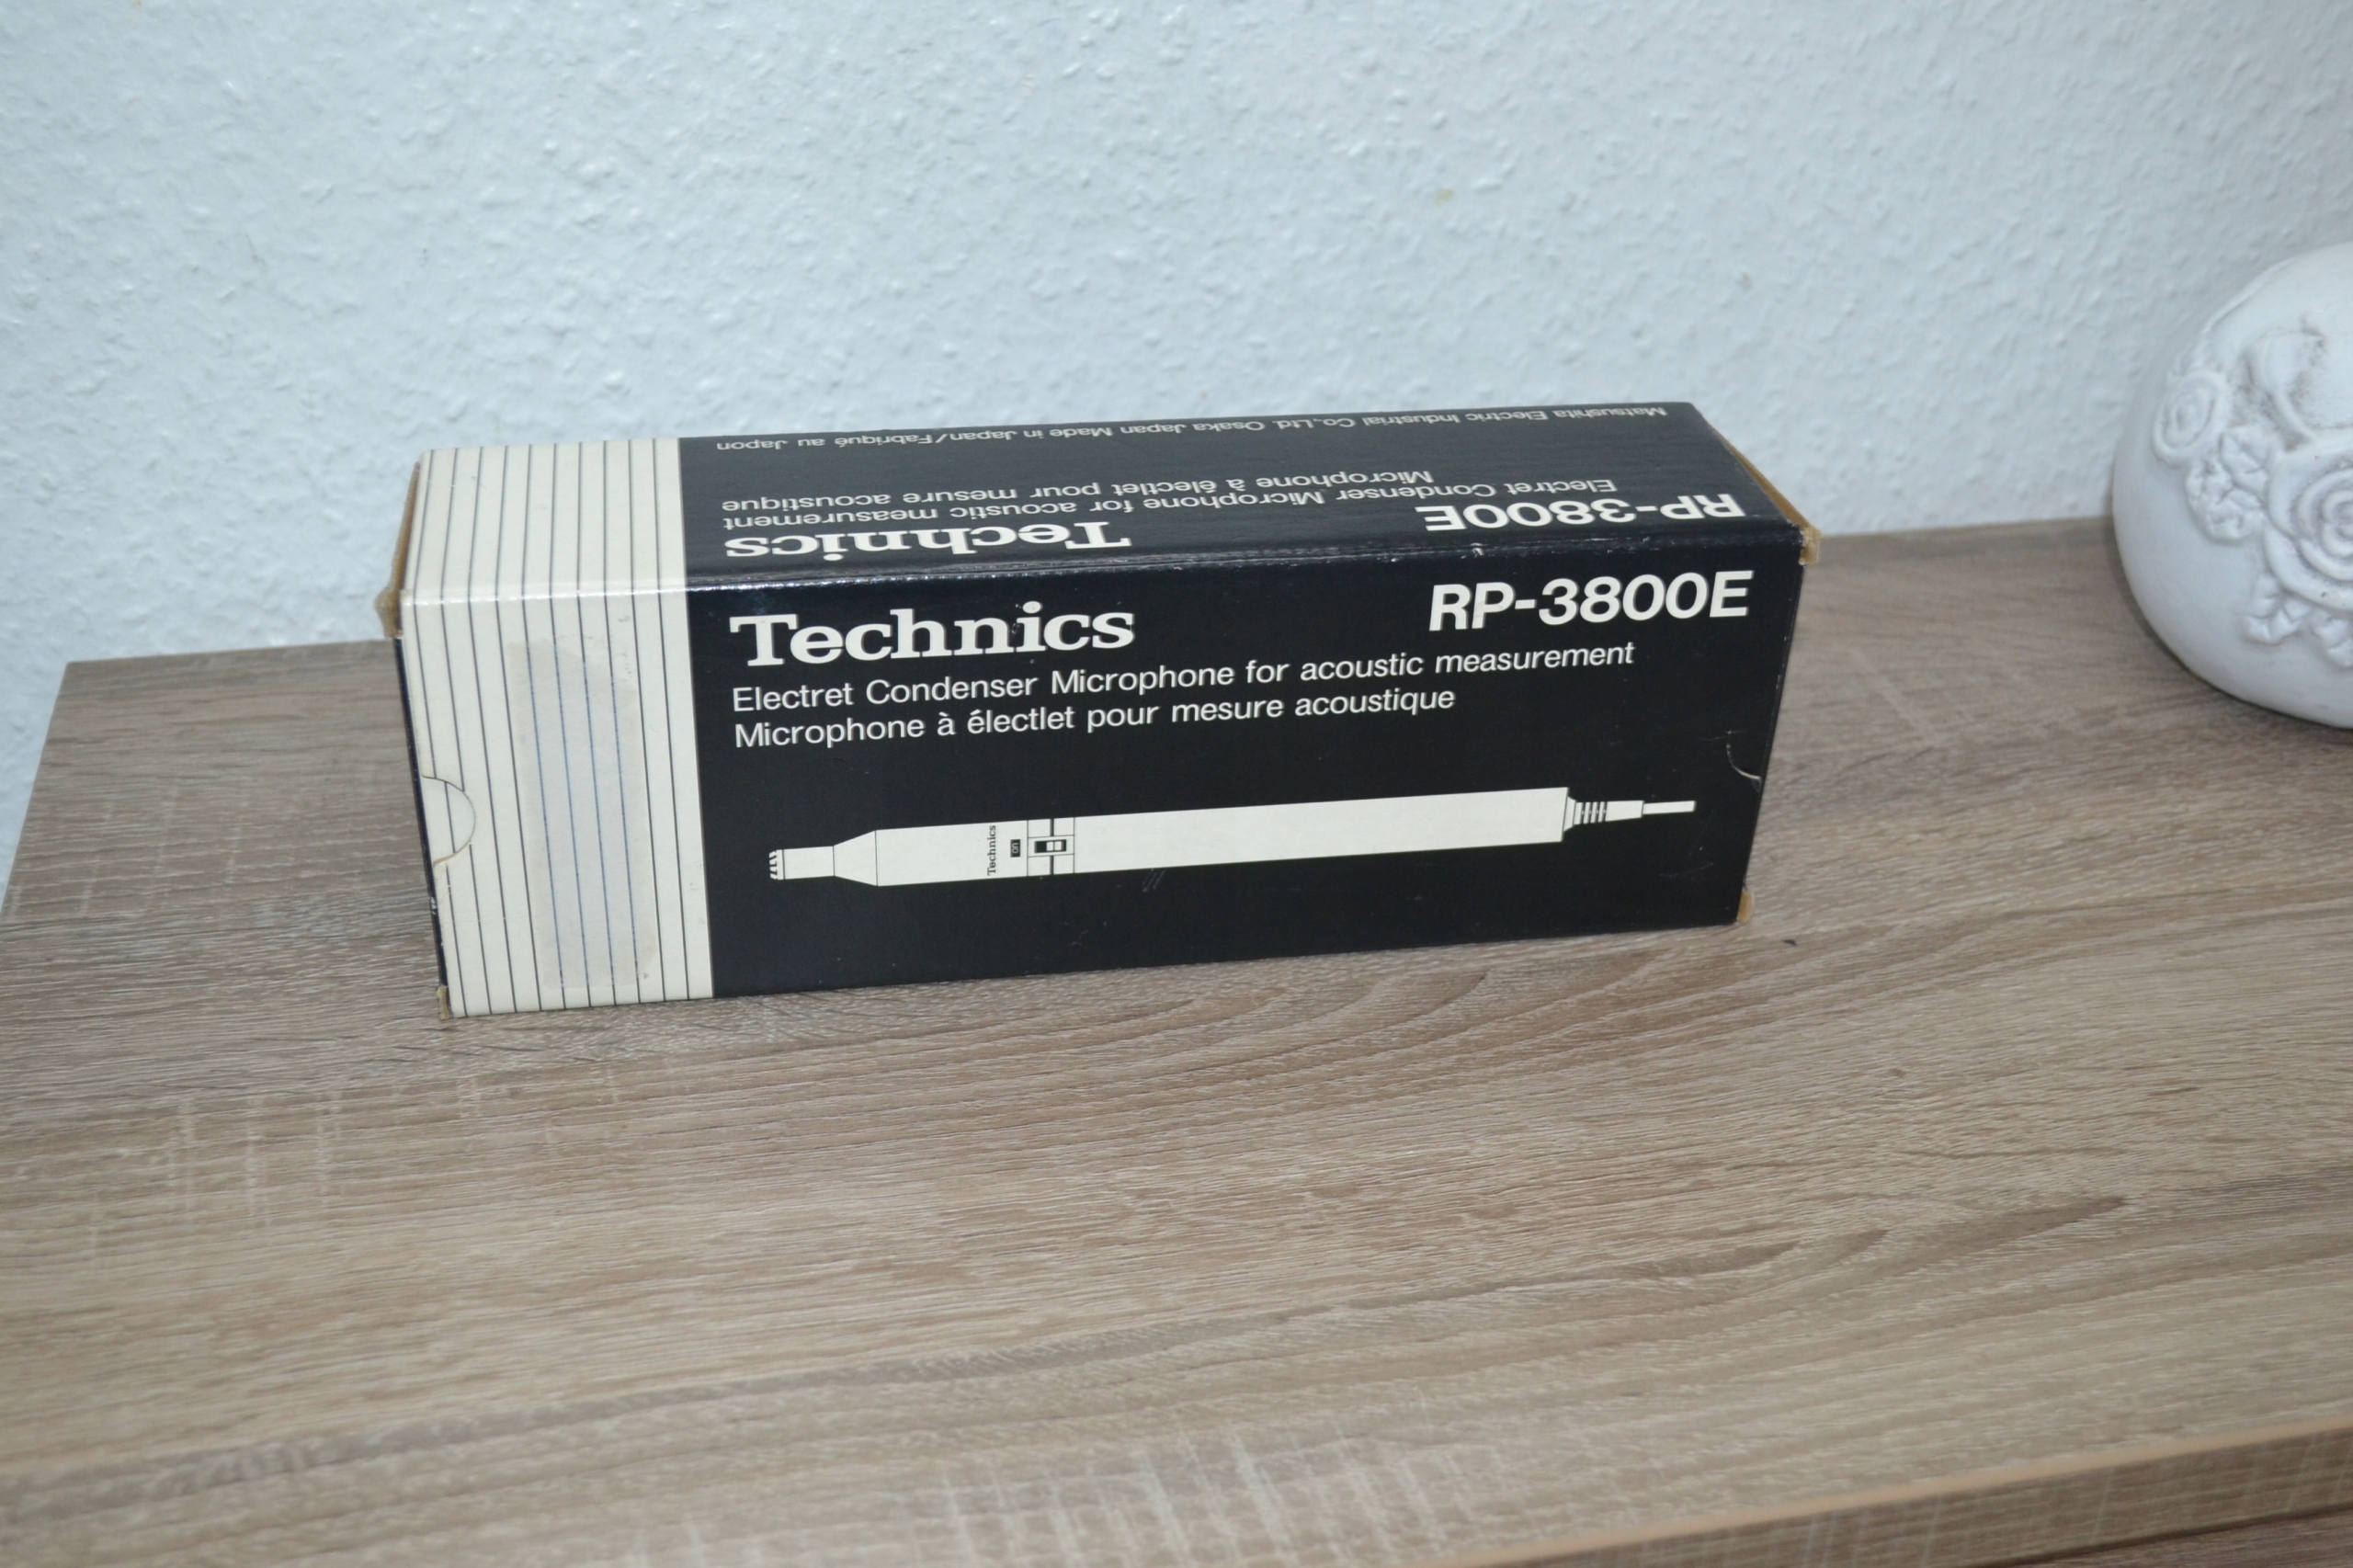 Matsushita Electric Industrial Co.,Ltd. Osaka Japan Made in Japan/Fabriqué au Japon
RP-3800E
Technics
Electret Condenser Microphone for acoustic measurement
Microphone à électlet pour mesure acoustique
Technics
RP-3800E
Electret Condenser Microphone for acoustic measurement
Microphone à électlet pour mesure acoustique
Technics
on